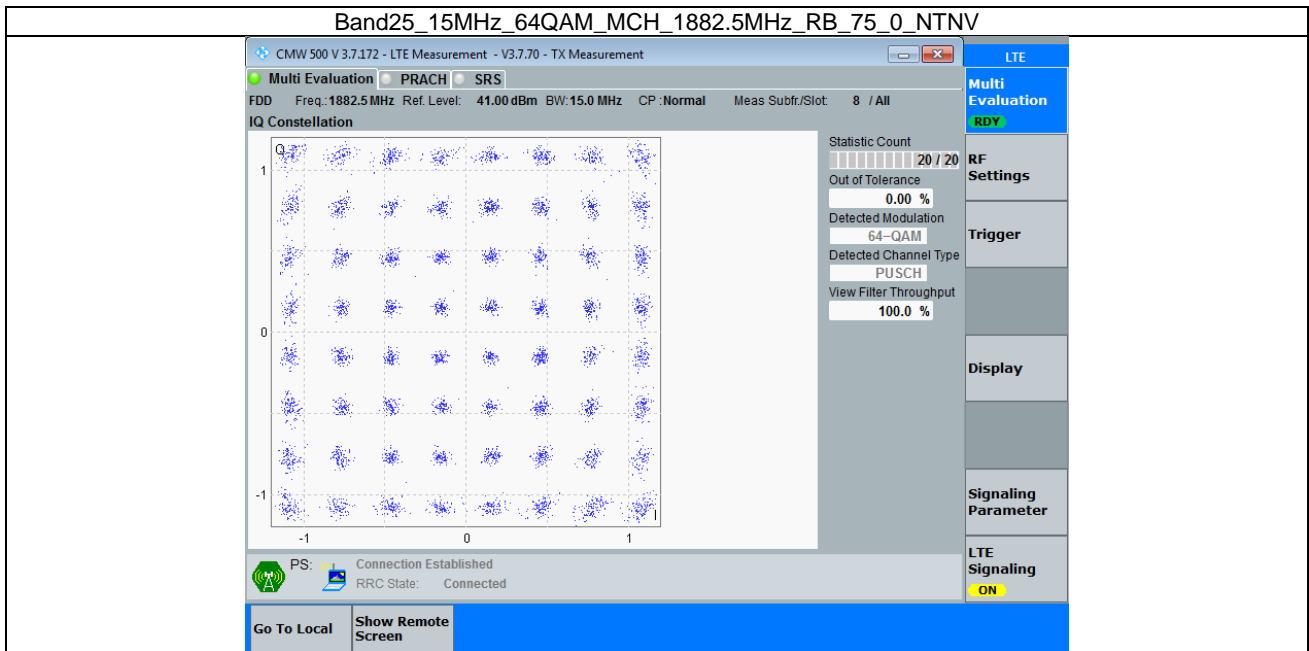 Band25_15MHz_64QAM_MCH_1882.5MHz_RB_75_0_NTNV
CMW 500 V 3.7.172 - LTE Measurement - V3.7.70 - TX Measurement
LTE
Multi Evaluation PRACH SRS
Multi
Evaluation
RDY
FDD Freq.:1882.5 MHz Ref. Level: 41.00 dBm BW:15.0 MHz CP :Normal Meas Subfr./Slot: 8 / All
IQ Constellation
Q
1
0
-1
-1 0 1
I
Statistic Count
20 / 20
Out of Tolerance
0.00 %
Detected Modulation
64-QAM
Detected Channel Type
PUSCH
View Filter Throughput
100.0 %
RF
Settings
Trigger
Display
Signaling
Parameter
LTE
Signaling
ON
PS: Connection Established
RRC State: Connected
Go To Local
Show Remote
Screen